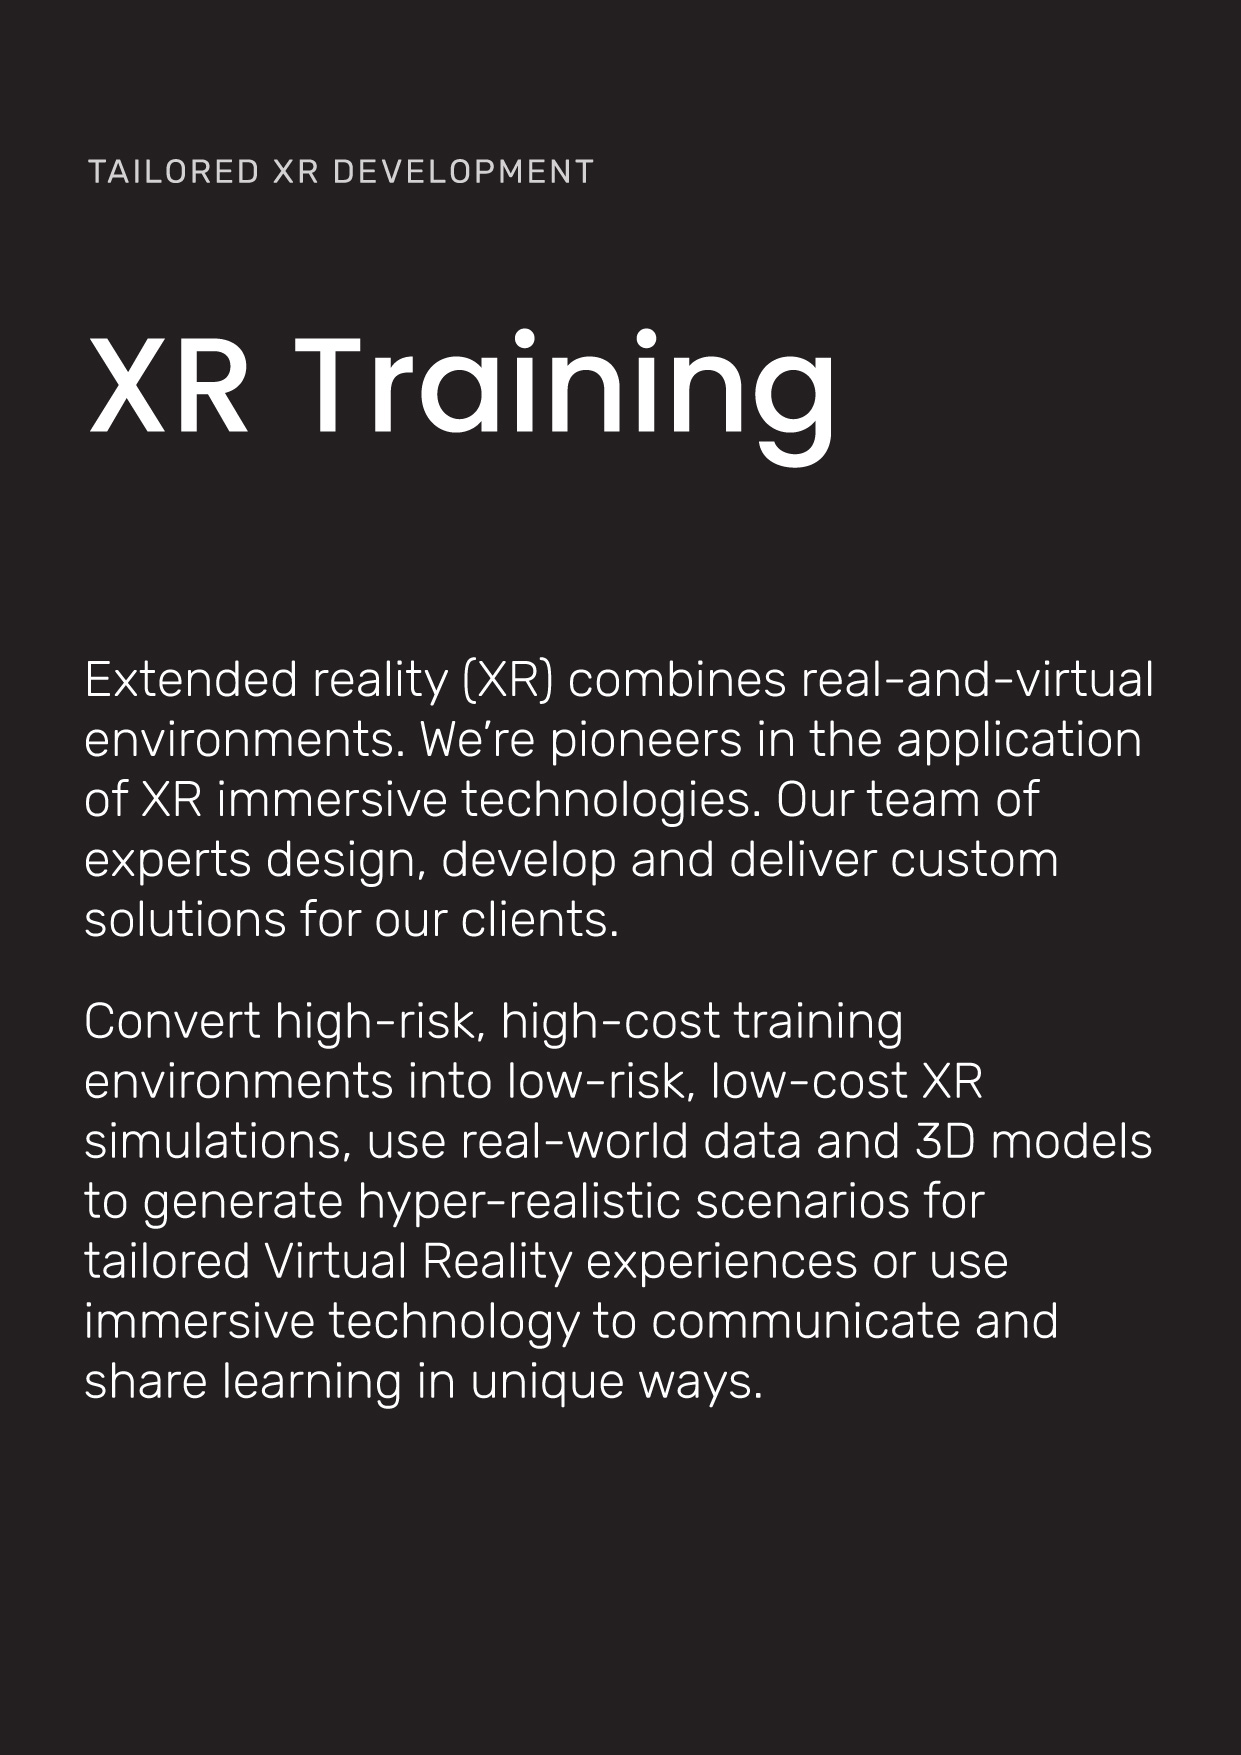 TAILORED XR DEVELOPMENT
XR Training
Extended reality (XR) combines real-and-virtual
environments. We’re pioneers in the application
of XR immersive technologies. Our team of
experts design, develop and deliver custom
solutions for our clients.
Convert high-risk, high-cost training
environments into low-risk, low-cost XR
simulations, use real-world data and 3D models
to generate hyper-realistic scenarios for
tailored Virtual Reality experiences or use
immersive technology to communicate and
share learning in unique ways.